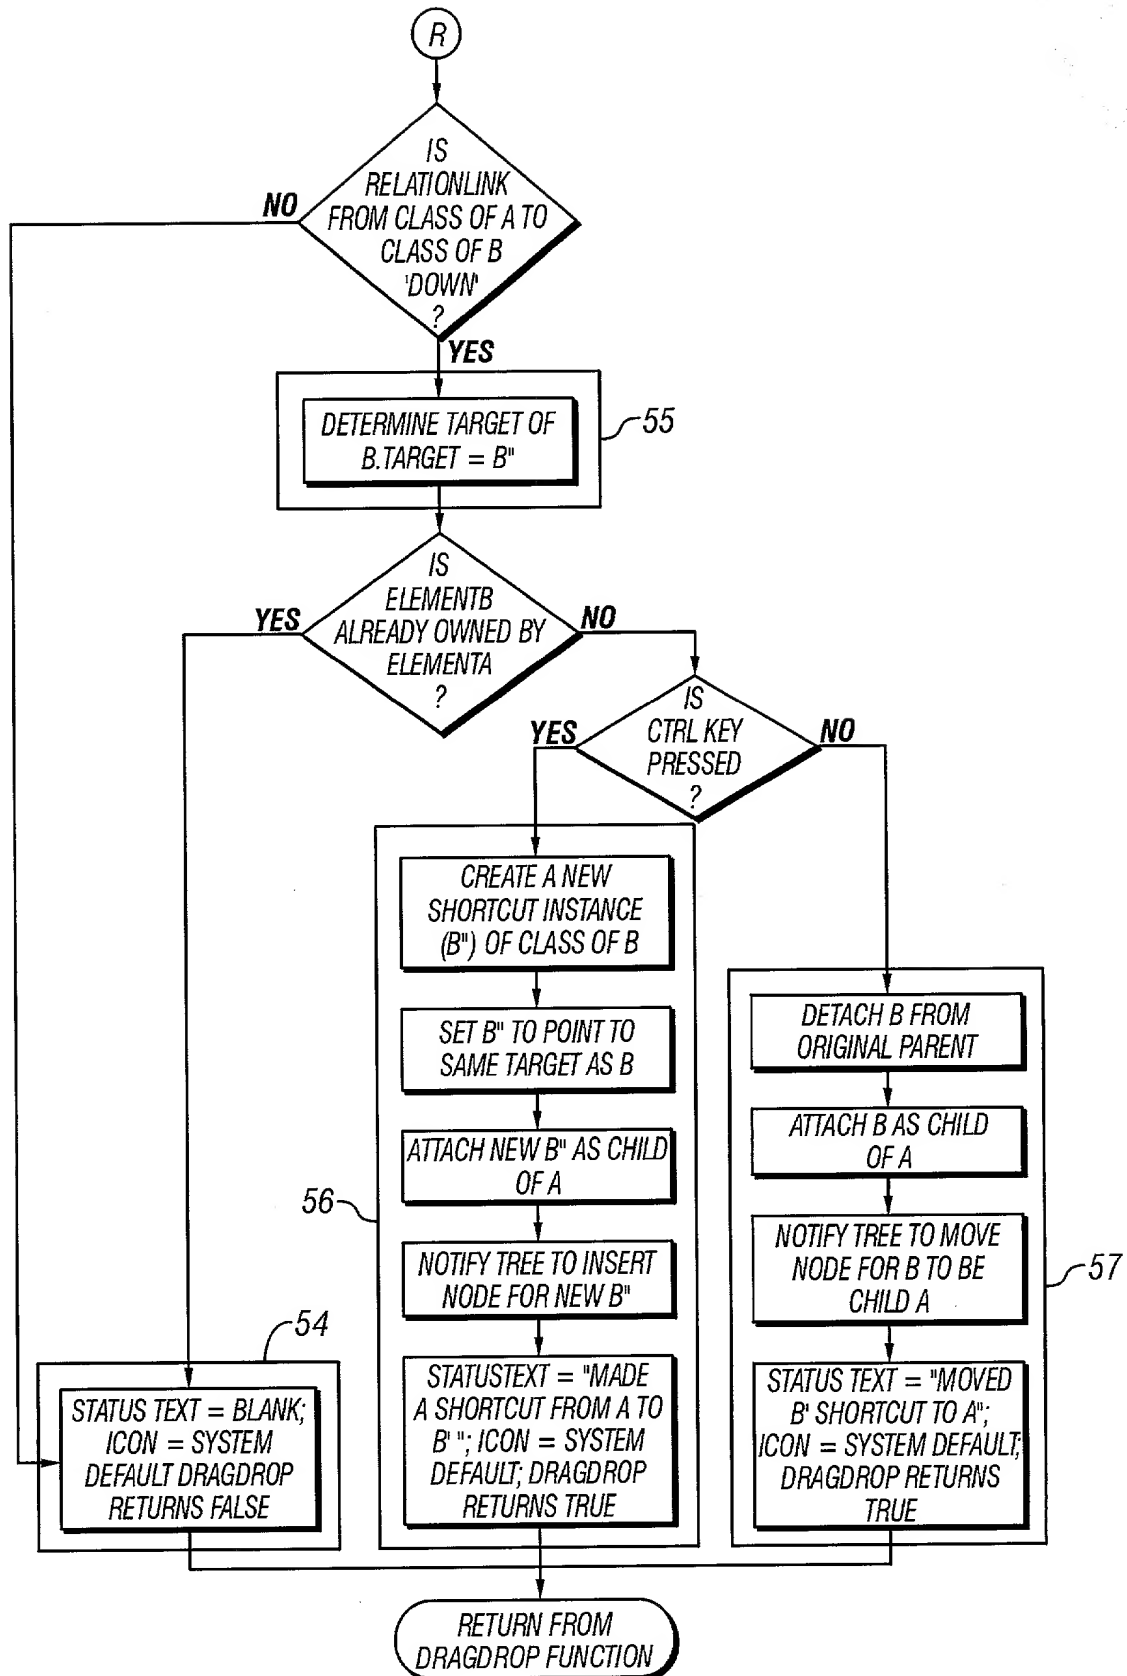 R
IS
RELATIONLINK
FROM CLASS OF A TO
CLASS OF B
'DOWN'
?
NO
YES
DETERMINE TARGET OF
B.TARGET = B"
55
IS
ELEMENTB
ALREADY OWNED BY
ELEMENTA
?
YES
NO
IS
CTRL KEY
PRESSED
?
YES
NO
CREATE A NEW
SHORTCUT INSTANCE
(B") OF CLASS OF B
SET B" TO POINT TO
SAME TARGET AS B
ATTACH NEW B" AS CHILD
OF A
NOTIFY TREE TO INSERT
NODE FOR NEW B"
STATUSTEXT = "MADE
A SHORTCUT FROM A TO
B' "; ICON = SYSTEM
DEFAULT; DRAGDROP
RETURNS TRUE
56
DETACH B FROM
ORIGINAL PARENT
ATTACH B AS CHILD
OF A
NOTIFY TREE TO MOVE
NODE FOR B TO BE
CHILD A
STATUS TEXT = "MOVED
B' SHORTCUT TO A";
ICON = SYSTEM DEFAULT;
DRAGDROP RETURNS
TRUE
57
54
STATUS TEXT = BLANK;
ICON = SYSTEM
DEFAULT DRAGDROP
RETURNS FALSE
RETURN FROM
DRAGDROP FUNCTION